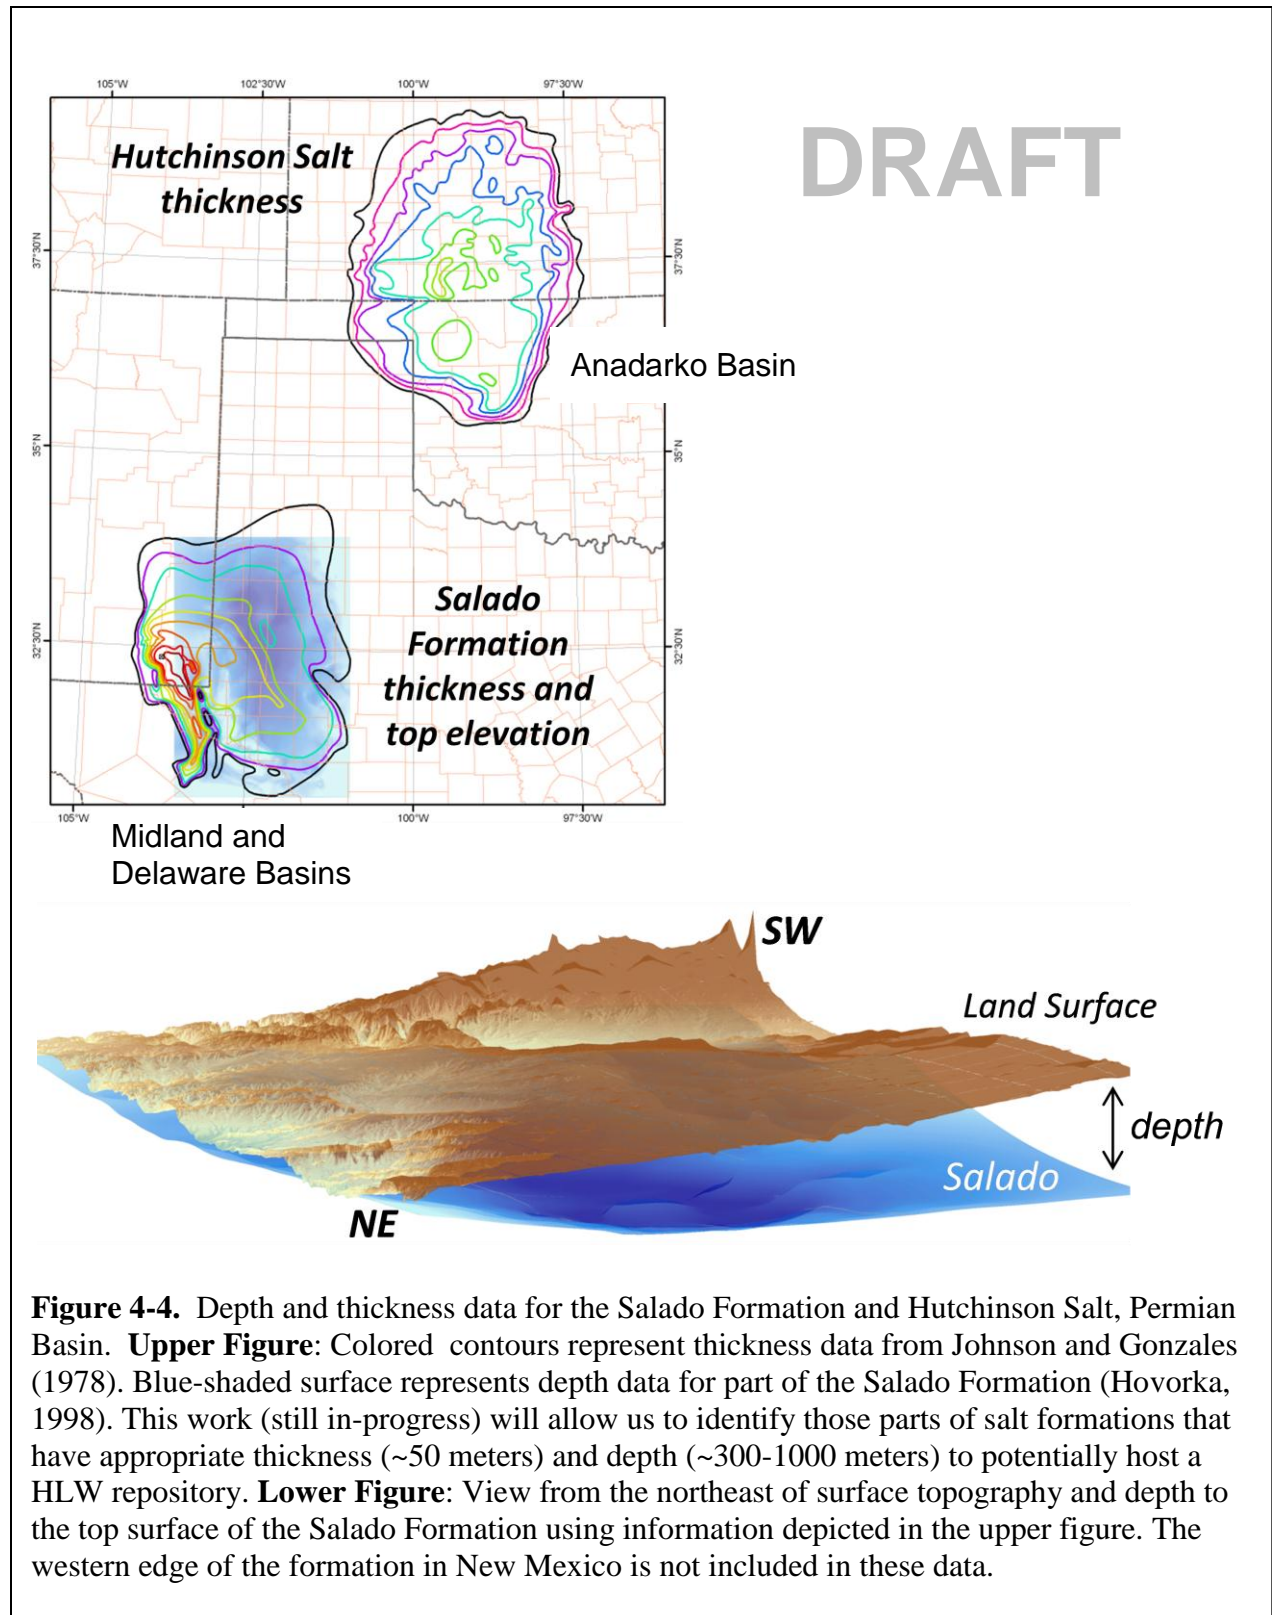 105°W 102°30'W 100°W 97°30'W
DRAFT
Hutchinson Salt
thickness
37°30'N
37°30'N
Anadarko Basin
35°N
35°N
Salado
Formation
thickness and
top elevation
32°30'N
32°30'N
105°W 100°W 97°30'W
Midland and
Delaware Basins
SW
Land Surface
depth
Salado
NE
Figure 4-4. Depth and thickness data for the Salado Formation and Hutchinson Salt, Permian
Basin. Upper Figure: Colored contours represent thickness data from Johnson and Gonzales
(1978). Blue-shaded surface represents depth data for part of the Salado Formation (Hovorka,
1998). This work (still in-progress) will allow us to identify those parts of salt formations that
have appropriate thickness (~50 meters) and depth (~300-1000 meters) to potentially host a
HLW repository. Lower Figure: View from the northeast of surface topography and depth to
the top surface of the Salado Formation using information depicted in the upper figure. The
western edge of the formation in New Mexico is not included in these data.